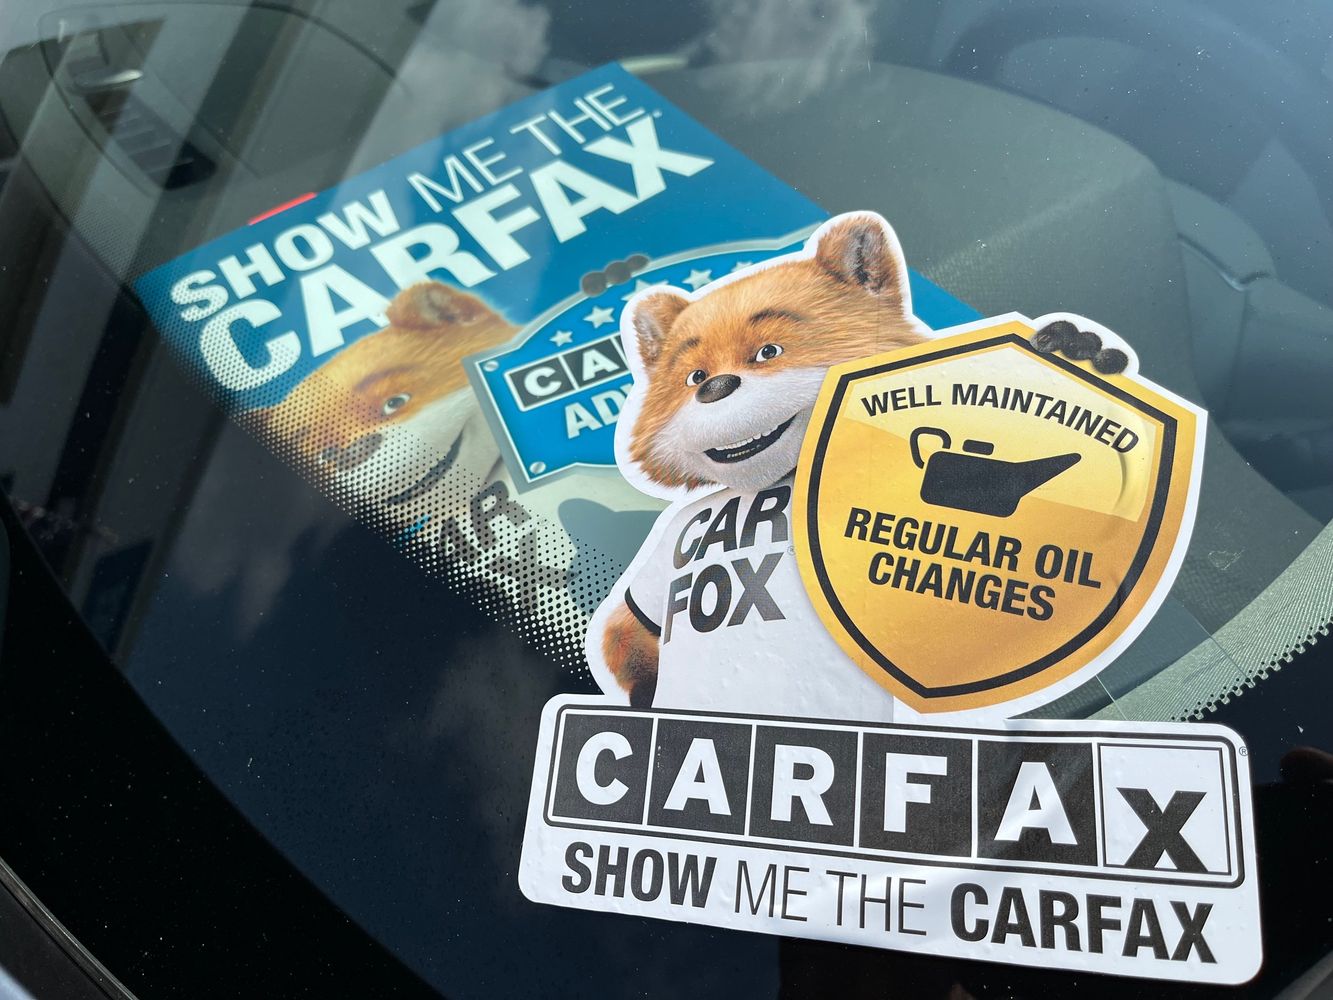 SHOW ME THE
CARFAX
CAR
FOX
WELL MAINTAINED
REGULAR OIL
CHANGES
CARFAX
SHOW ME THE CARFAX